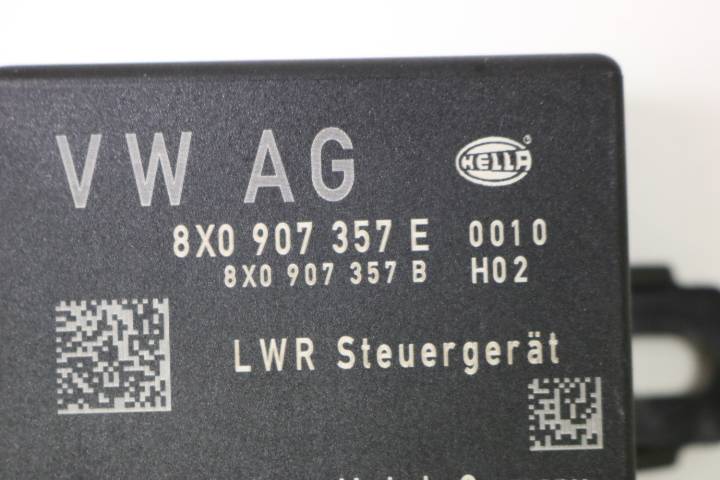 VW AG HELLA
8X0 907 357 E 0010
8X0 907 357 B H02
LWR Steuergerät